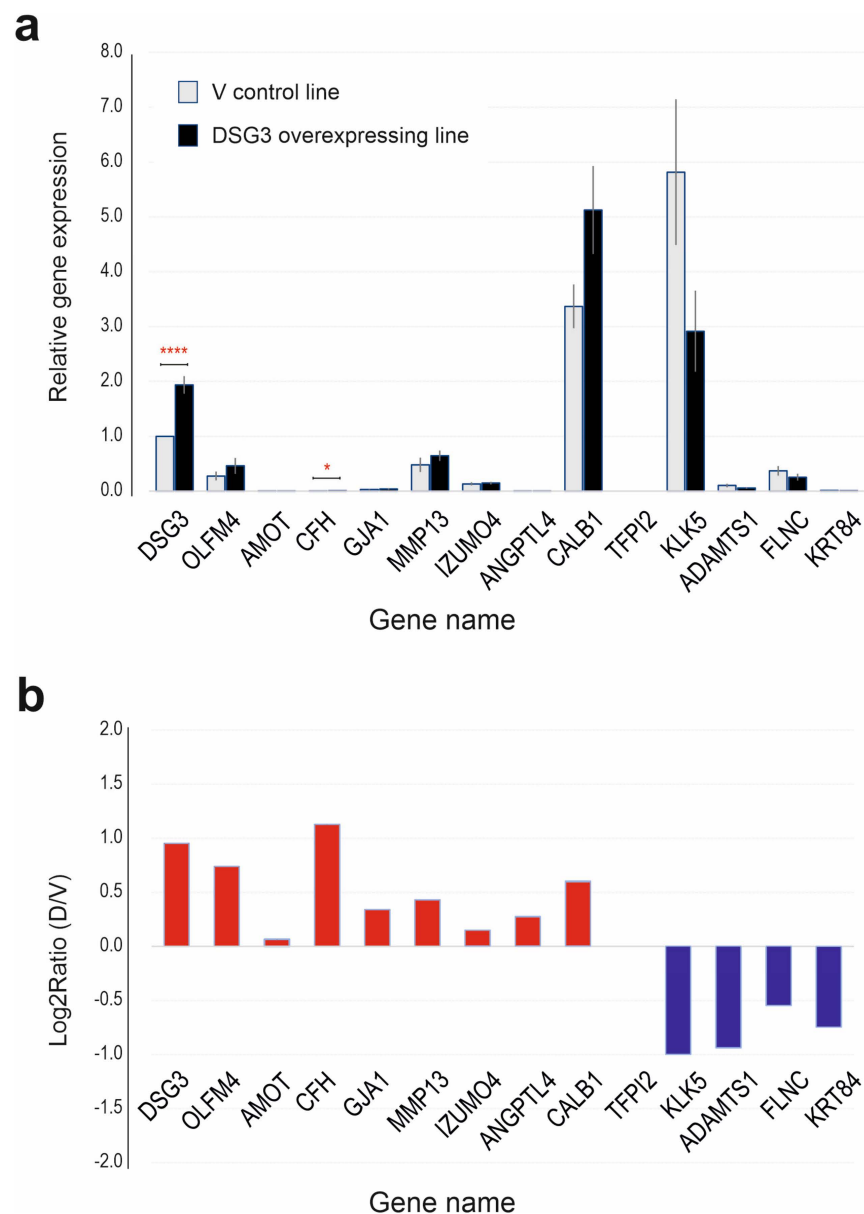 a
8.0
7.0
6.0
5.0
4.0
3.0
2.0
1.0
0.0
Relative gene expression
V control line
DSG3 overexpressing line
****
*
DSG3
OLFM4
AMOT
CFH
GJA1
MMP13
IZUMO4
ANGPTL4
CALB1
TFPI2
KLK5
ADAMTS1
FLNC
KRT84
Gene name
b
2.0
1.5
1.0
0.5
0.0
-0.5
-1.0
-1.5
-2.0
Log2Ratio (D/V)
DSG3
OLFM4
AMOT
CFH
GJA1
MMP13
IZUMO4
ANGPTL4
CALB1
TFPI2
KLK5
ADAMTS1
FLNC
KRT84
Gene name